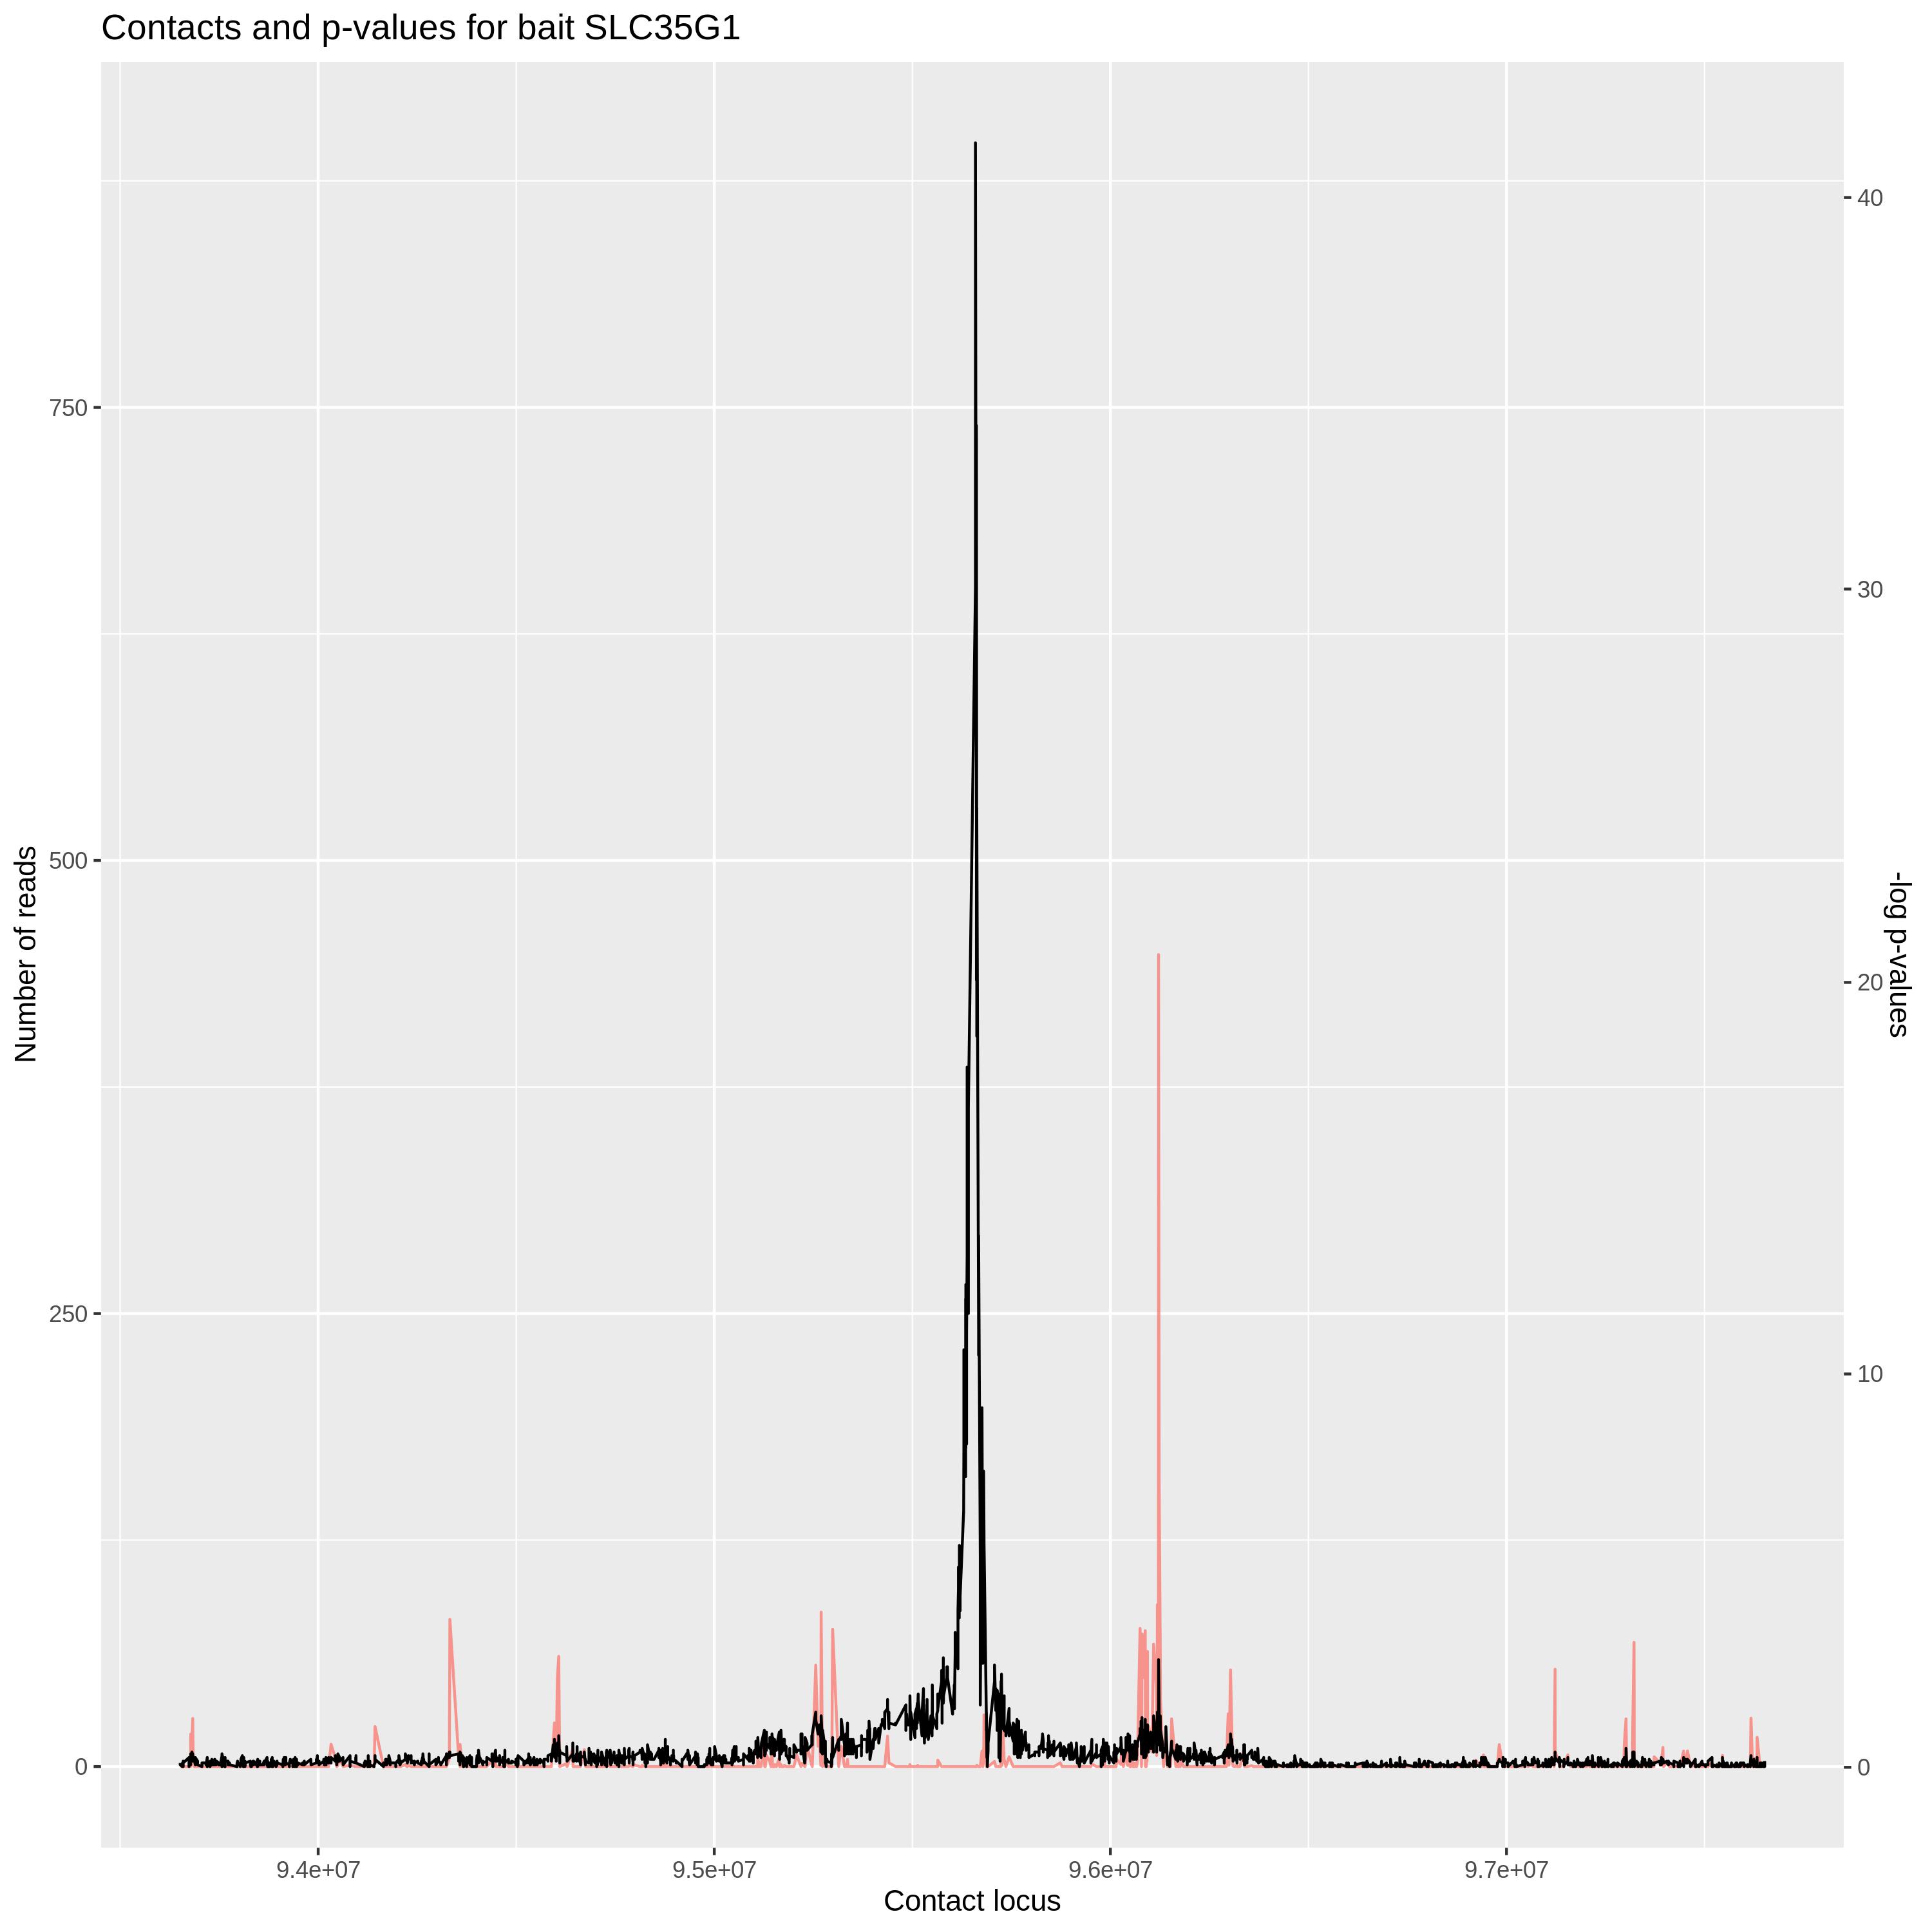 Contacts and p-values for bait SLC35G1
40
750
30
Number of reads
500
-log p-values
20
250
10
0
0
9.4e+07
9.5e+07
9.6e+07
9.7e+07
Contact locus